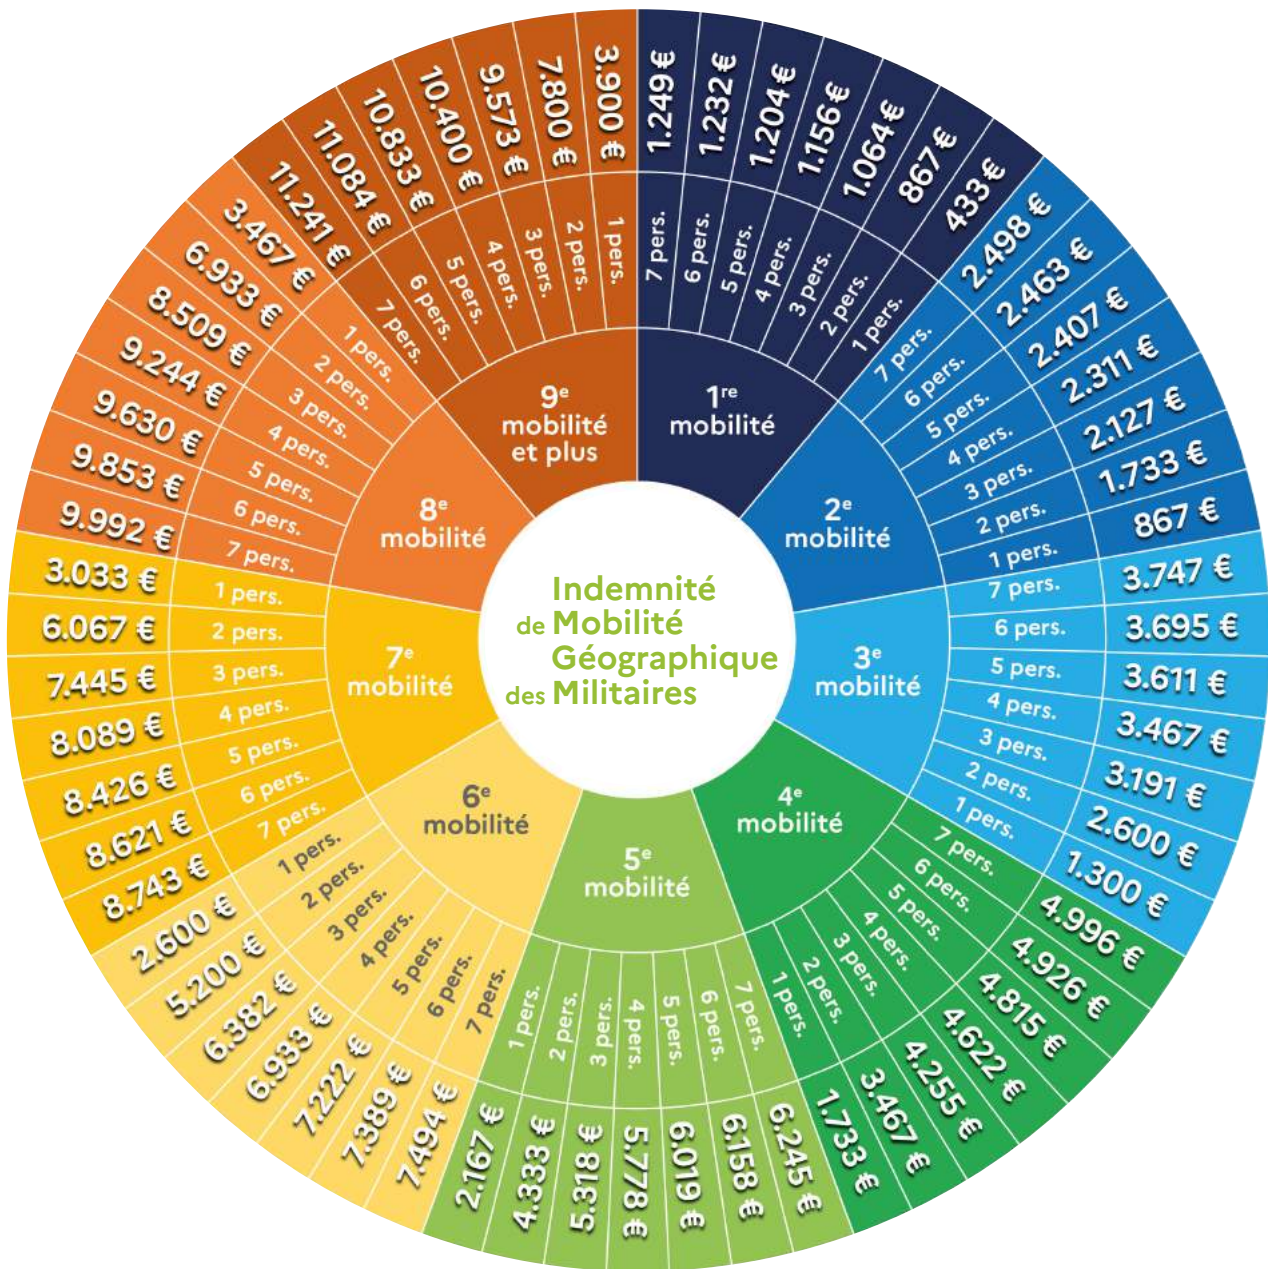 Indemnité
de Mobilité
Géographique
des Militaires
1re
mobilité
7 pers. 1.249 €
6 pers. 1.232 €
5 pers. 1.204 €
4 pers. 1.156 €
3 pers. 1.064 €
2 pers. 867 €
1 pers. 433 €
2e
mobilité
7 pers. 2.498 €
6 pers. 2.463 €
5 pers. 2.407 €
4 pers. 2.311 €
3 pers. 2.127 €
2 pers. 1.733 €
1 pers. 867 €
3e
mobilité
7 pers. 3.747 €
6 pers. 3.695 €
5 pers. 3.611 €
4 pers. 3.467 €
3 pers. 3.191 €
2 pers. 2.600 €
1 pers. 1.300 €
4e
mobilité
7 pers. 4.996 €
6 pers. 4.926 €
5 pers. 4.815 €
4 pers. 4.622 €
3 pers. 4.255 €
2 pers. 3.467 €
1 pers. 1.733 €
5e
mobilité
7 pers. 6.245 €
6 pers. 6.158 €
5 pers. 6.019 €
4 pers. 5.778 €
3 pers. 5.318 €
2 pers. 4.333 €
1 pers. 2.167 €
6e
mobilité
7 pers. 7.494 €
6 pers. 7.389 €
5 pers. 7.222 €
4 pers. 6.933 €
3 pers. 6.382 €
2 pers. 5.200 €
1 pers. 2.600 €
7e
mobilité
7 pers. 8.743 €
6 pers. 8.621 €
5 pers. 8.426 €
4 pers. 8.089 €
3 pers. 7.445 €
2 pers. 6.067 €
1 pers. 3.033 €
8e
mobilité
7 pers. 9.992 €
6 pers. 9.853 €
5 pers. 9.630 €
4 pers. 9.244 €
3 pers. 8.509 €
2 pers. 6.933 €
1 pers. 3.467 €
9e
mobilité
et plus
7 pers. 11.241 €
6 pers. 11.084 €
5 pers. 10.833 €
4 pers. 10.400 €
3 pers. 9.573 €
2 pers. 7.800 €
1 pers. 3.900 €